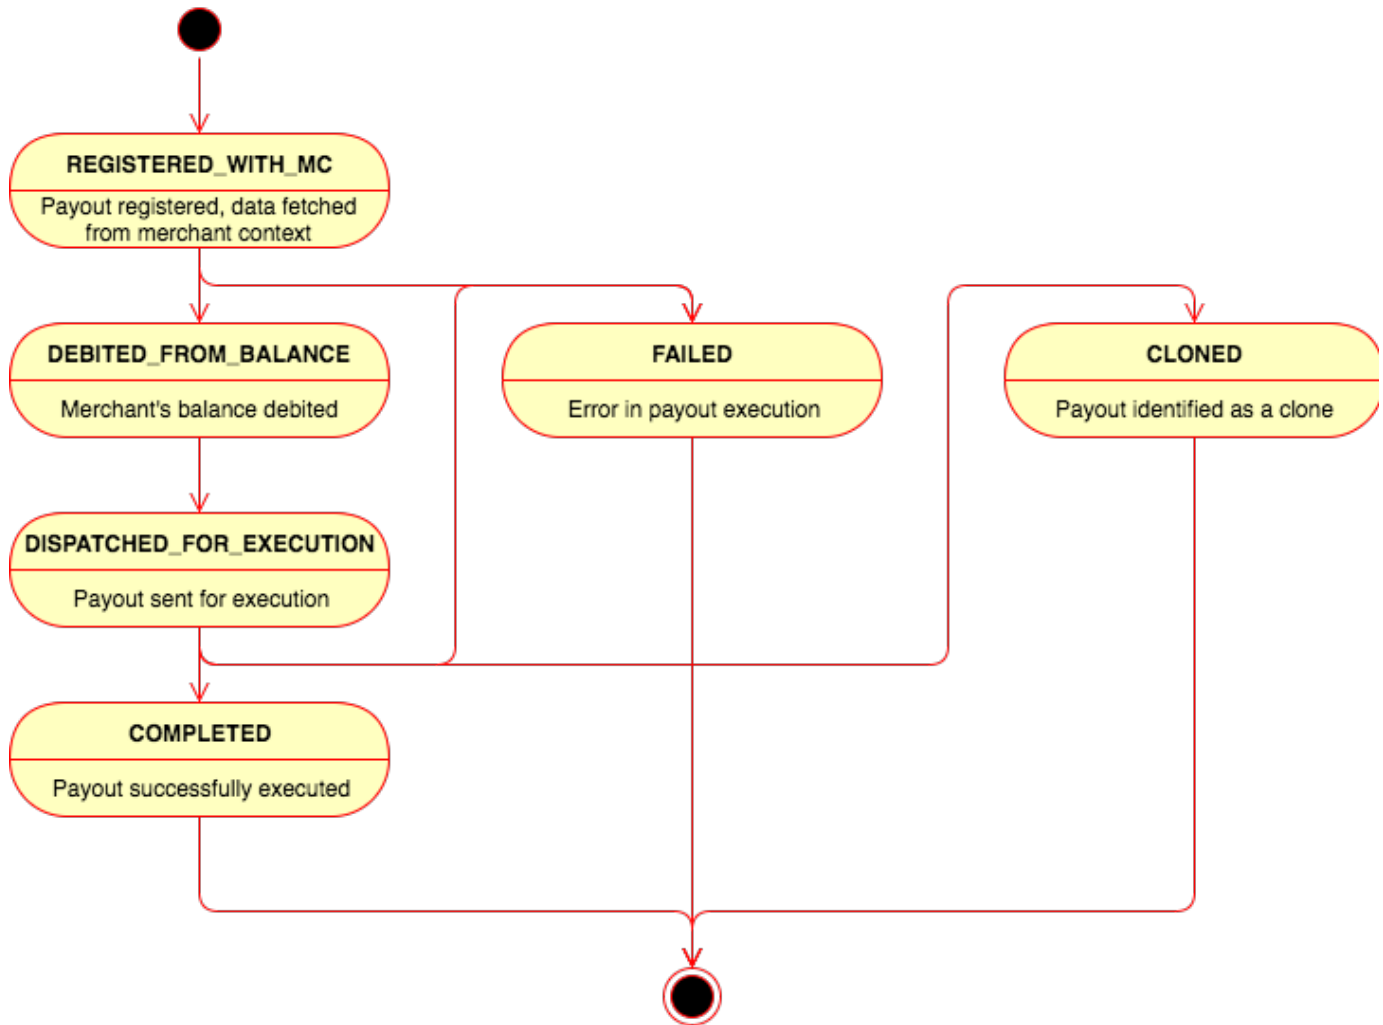 REGISTERED_WITH_MC
Payout registered, data fetched
from merchant context
DEBITED_FROM_BALANCE
Merchant's balance debited
FAILED
Error in payout execution
CLONED
Payout identified as a clone
DISPATCHED_FOR_EXECUTION
Payout sent for execution
COMPLETED
Payout successfully executed